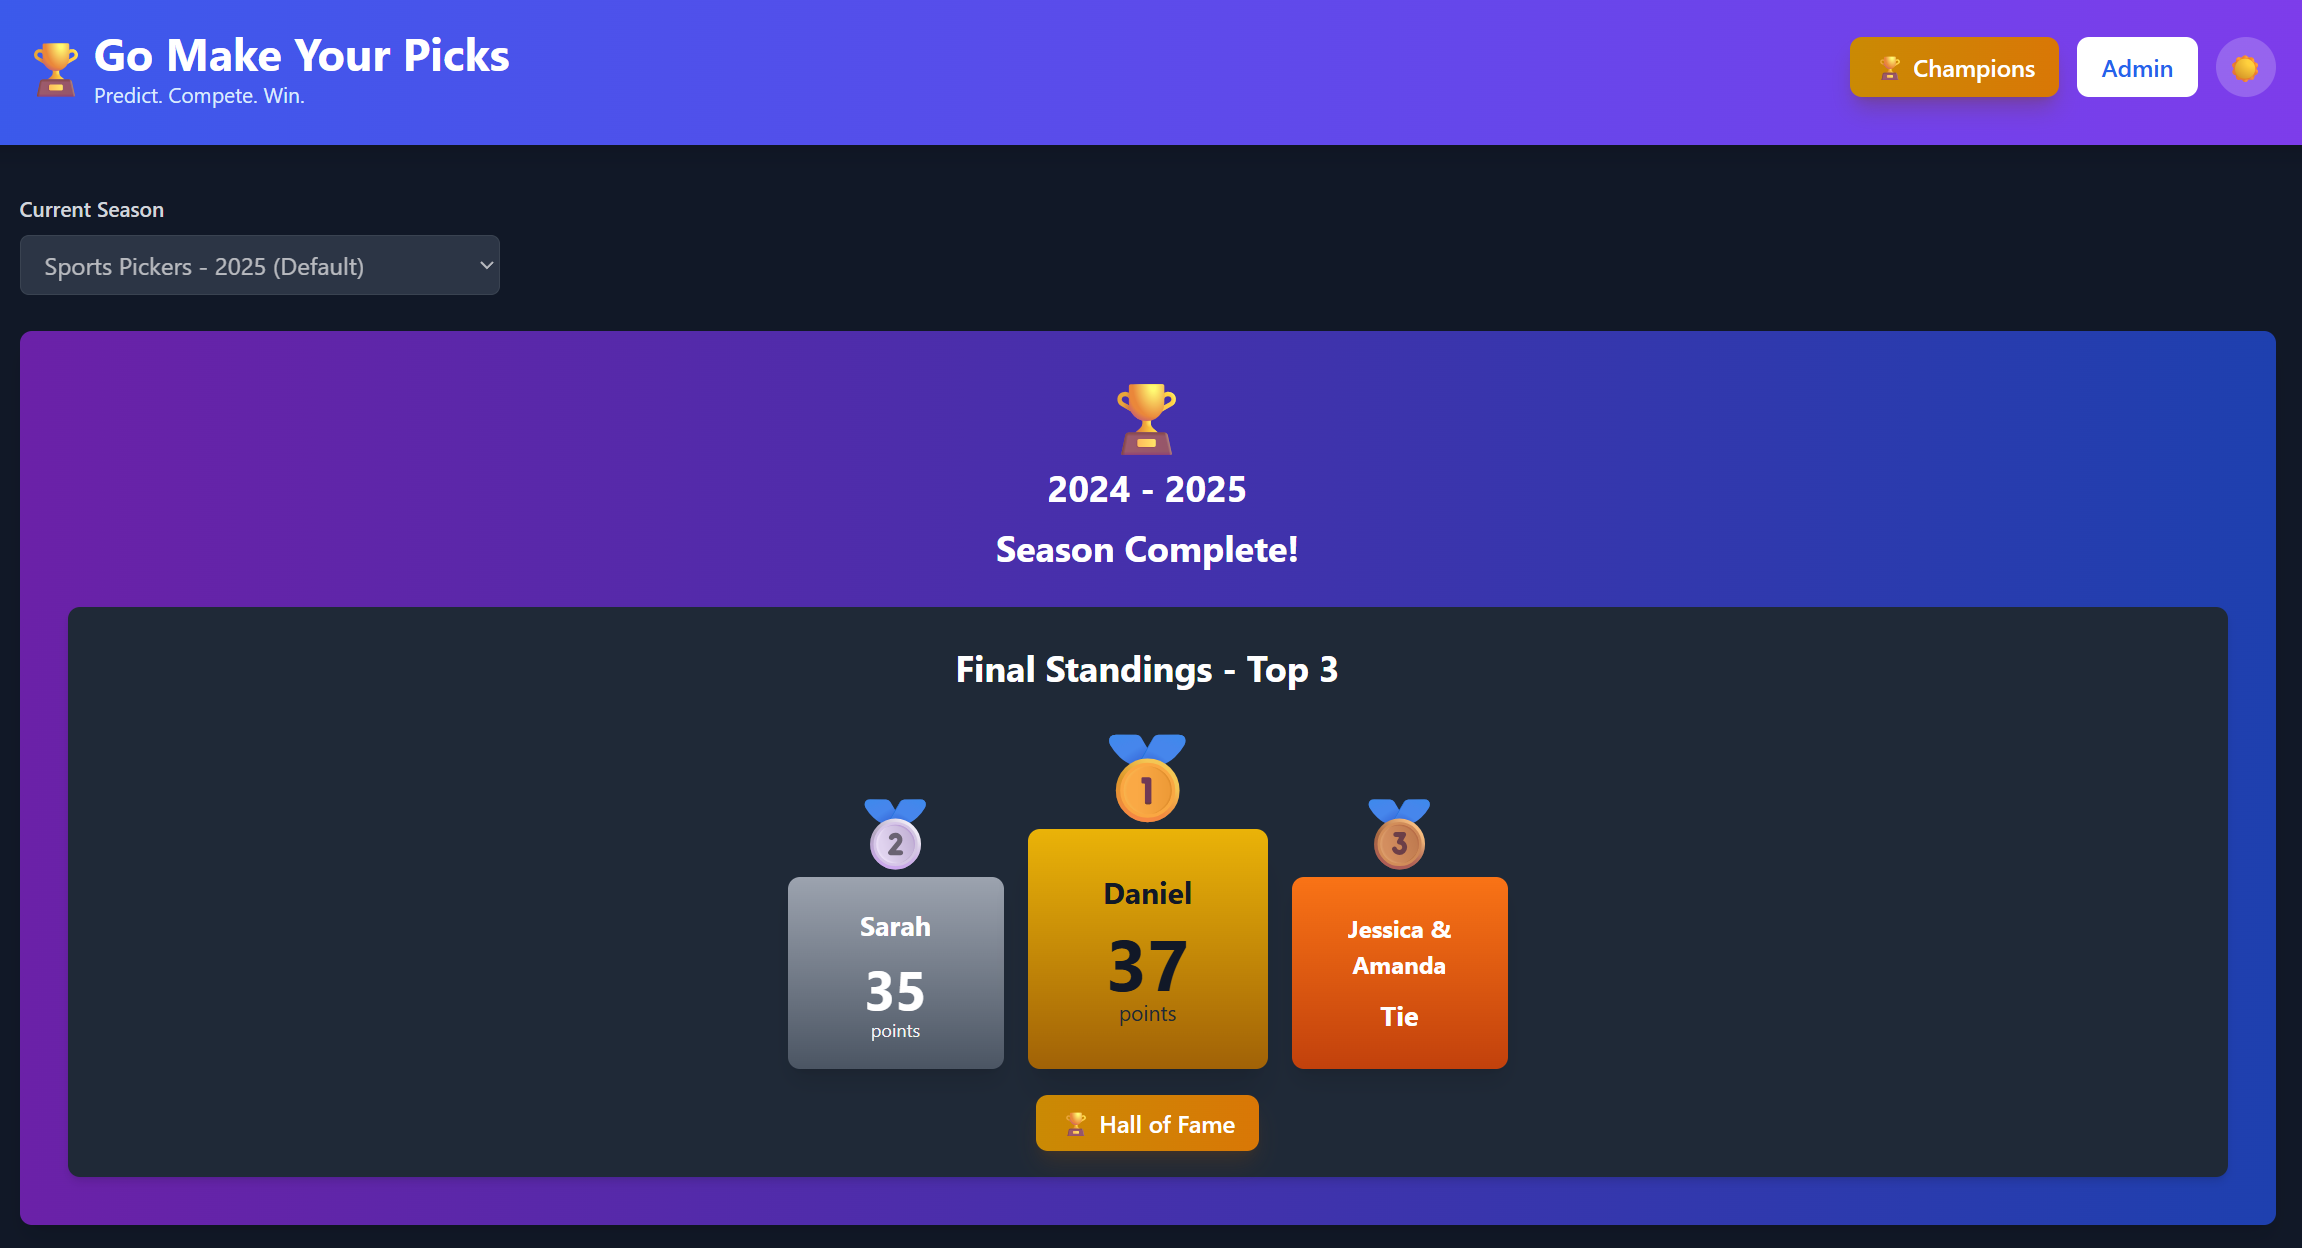 Go Make Your Picks
Predict. Compete. Win.
Champions
Admin
Current Season
Sports Pickers - 2025 (Default)
2024 - 2025
Season Complete!
Final Standings - Top 3
2
Sarah
35
points
1
Daniel
37
points
3
Jessica &
Amanda
Tie
Hall of Fame